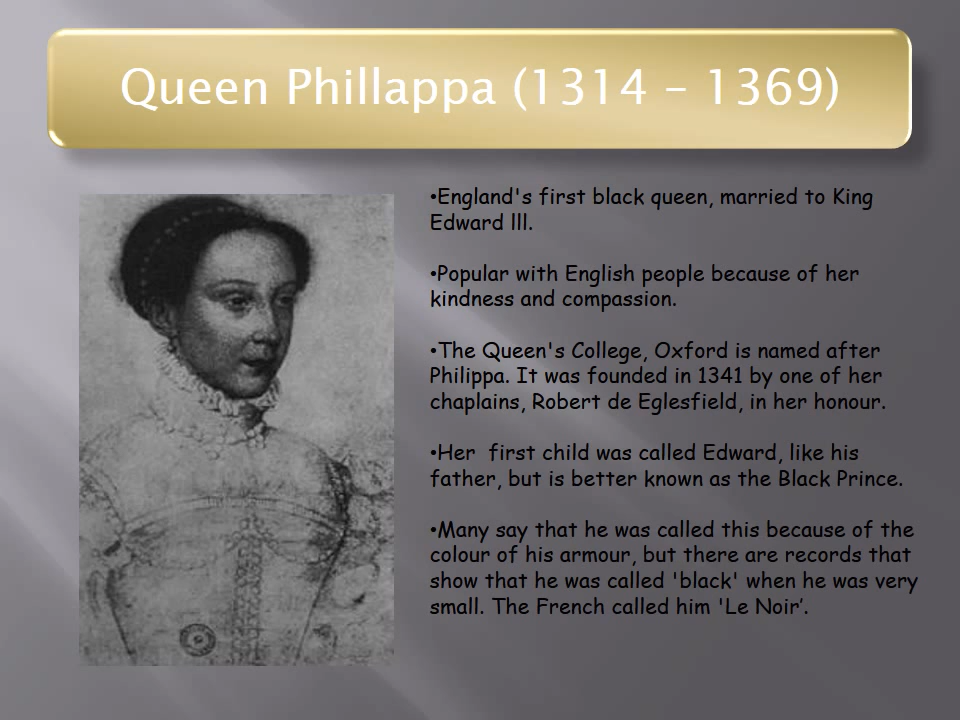 Queen Phillappa (1314 – 1369)
•England's first black queen, married to King
Edward lll.
•Popular with English people because of her
kindness and compassion.
•The Queen's College, Oxford is named after
Philippa. It was founded in 1341 by one of her
chaplains, Robert de Eglesfield, in her honour.
•Her  first child was called Edward, like his
father, but is better known as the Black Prince.
•Many say that he was called this because of the
colour of his armour, but there are records that
show that he was called 'black' when he was very
small. The French called him 'Le Noir’.